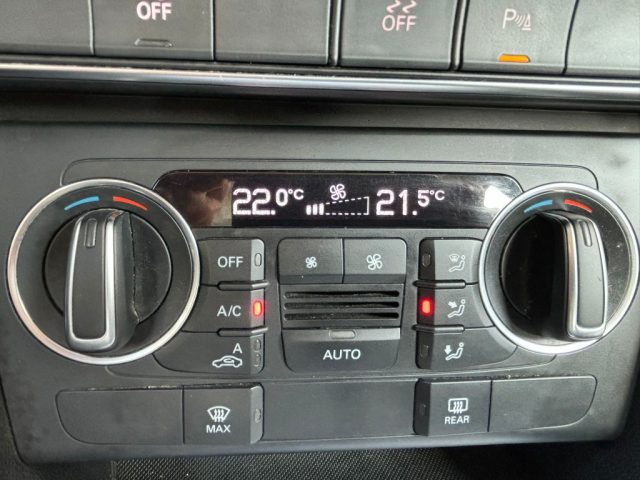 OFF
OFF
P
22.0°C 21.5°C
OFF
A/C
A
AUTO
MAX
REAR